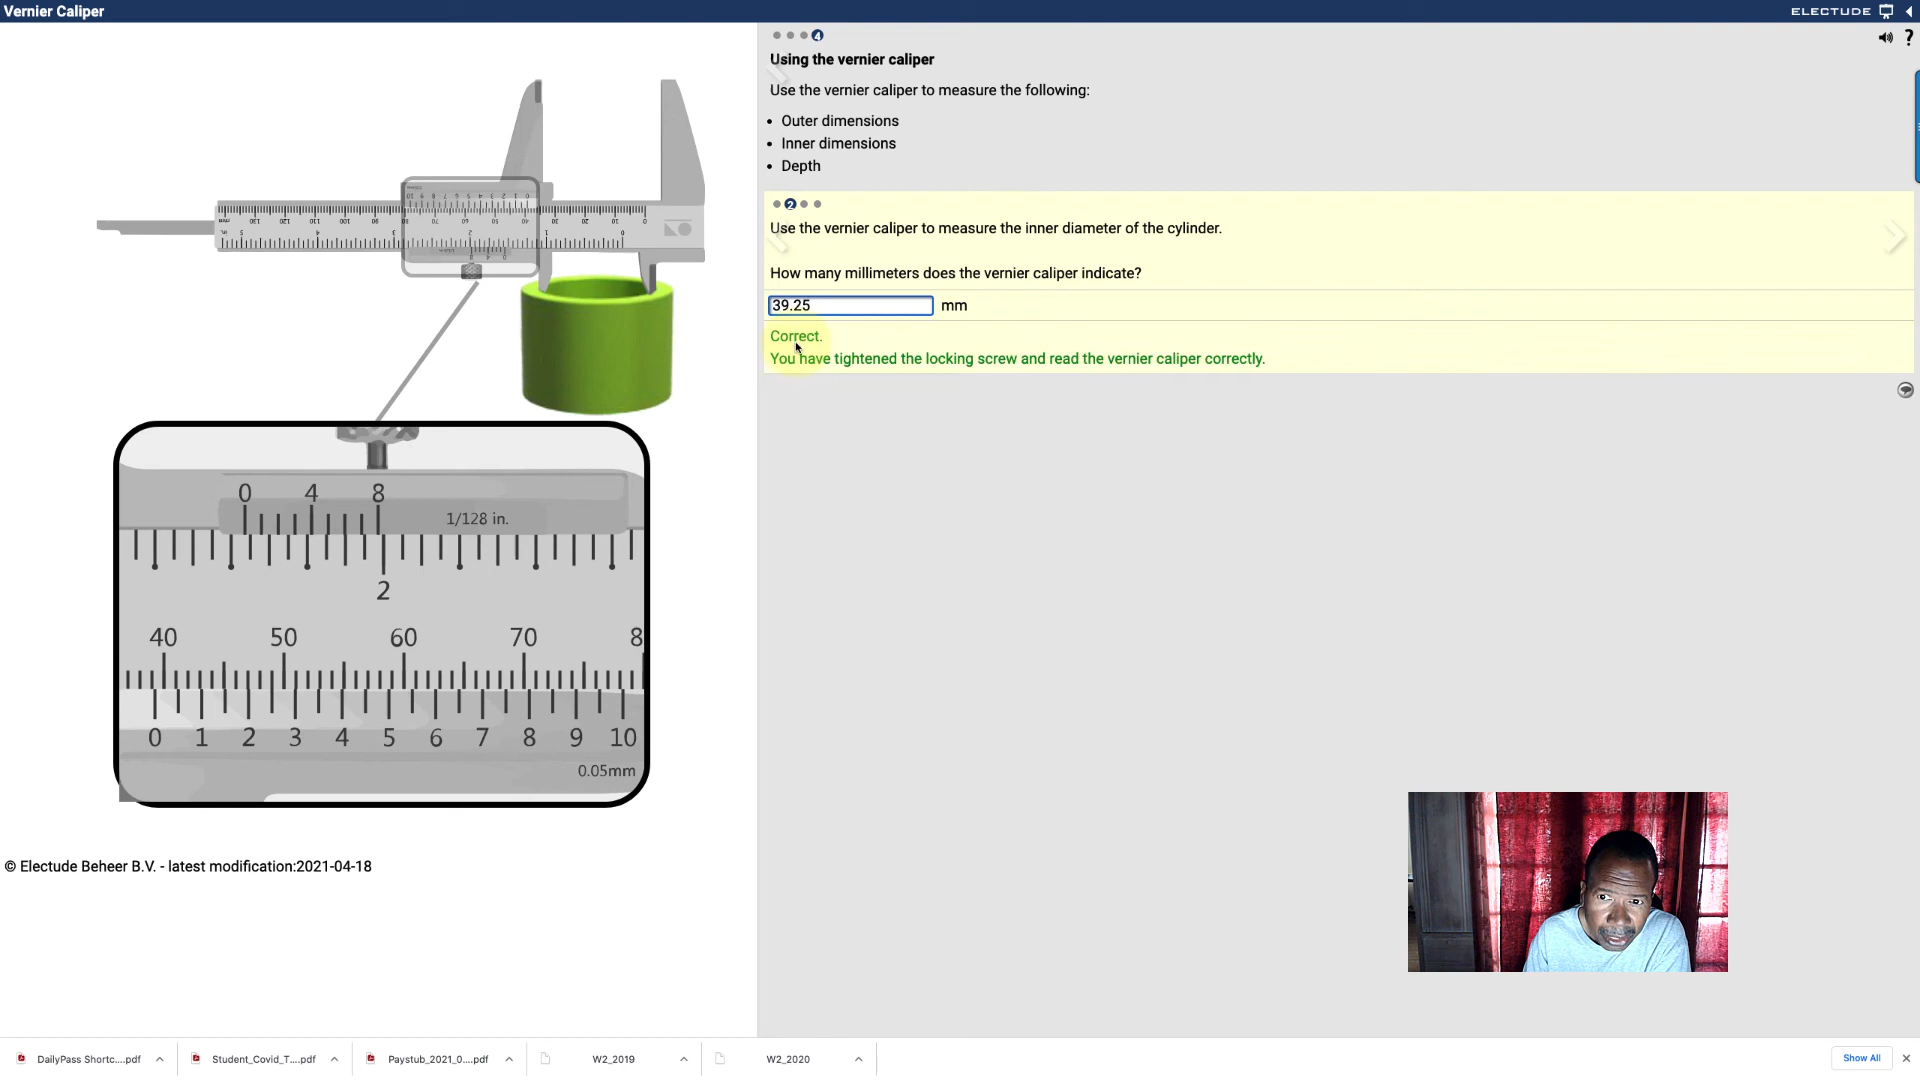 Vernier Caliper
ELECTUDE
4
?
Using the vernier caliper
Use the vernier caliper to measure the following:
• Outer dimensions
• Inner dimensions
• Depth
2
Use the vernier caliper to measure the inner diameter of the cylinder.
How many millimeters does the vernier caliper indicate?
39.25 mm
Correct.
You have tightened the locking screw and read the vernier caliper correctly.
0 4 8
1/128 in.
2
40 50 60 70 8
0 1 2 3 4 5 6 7 8 9 10
0.05mm
© Electude Beheer B.V. - latest modification:2021-04-18
DailyPass Shortc....pdf
Student_Covid_T....pdf
Paystub_2021_0....pdf
W2_2019
W2_2020
Show All